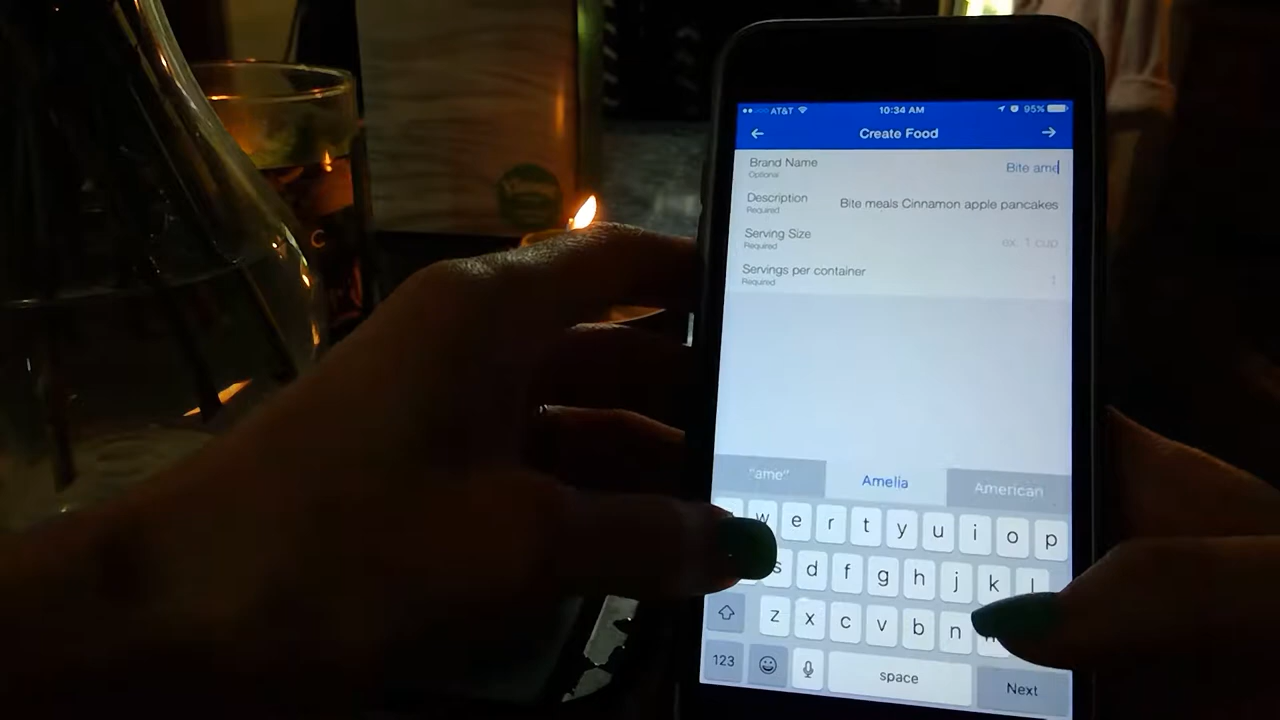 AT&T 10:34 AM 95%
Create Food
Brand Name Bite ame
Optional
Description Bite meals Cinnamon apple pancakes
Required
Serving Size ex. 1 cup
Required
Servings per container 1
Required
"ame" Amelia American
w e r t y u i o p
s d f g h j k l
z x c v b n
123 space Next
C